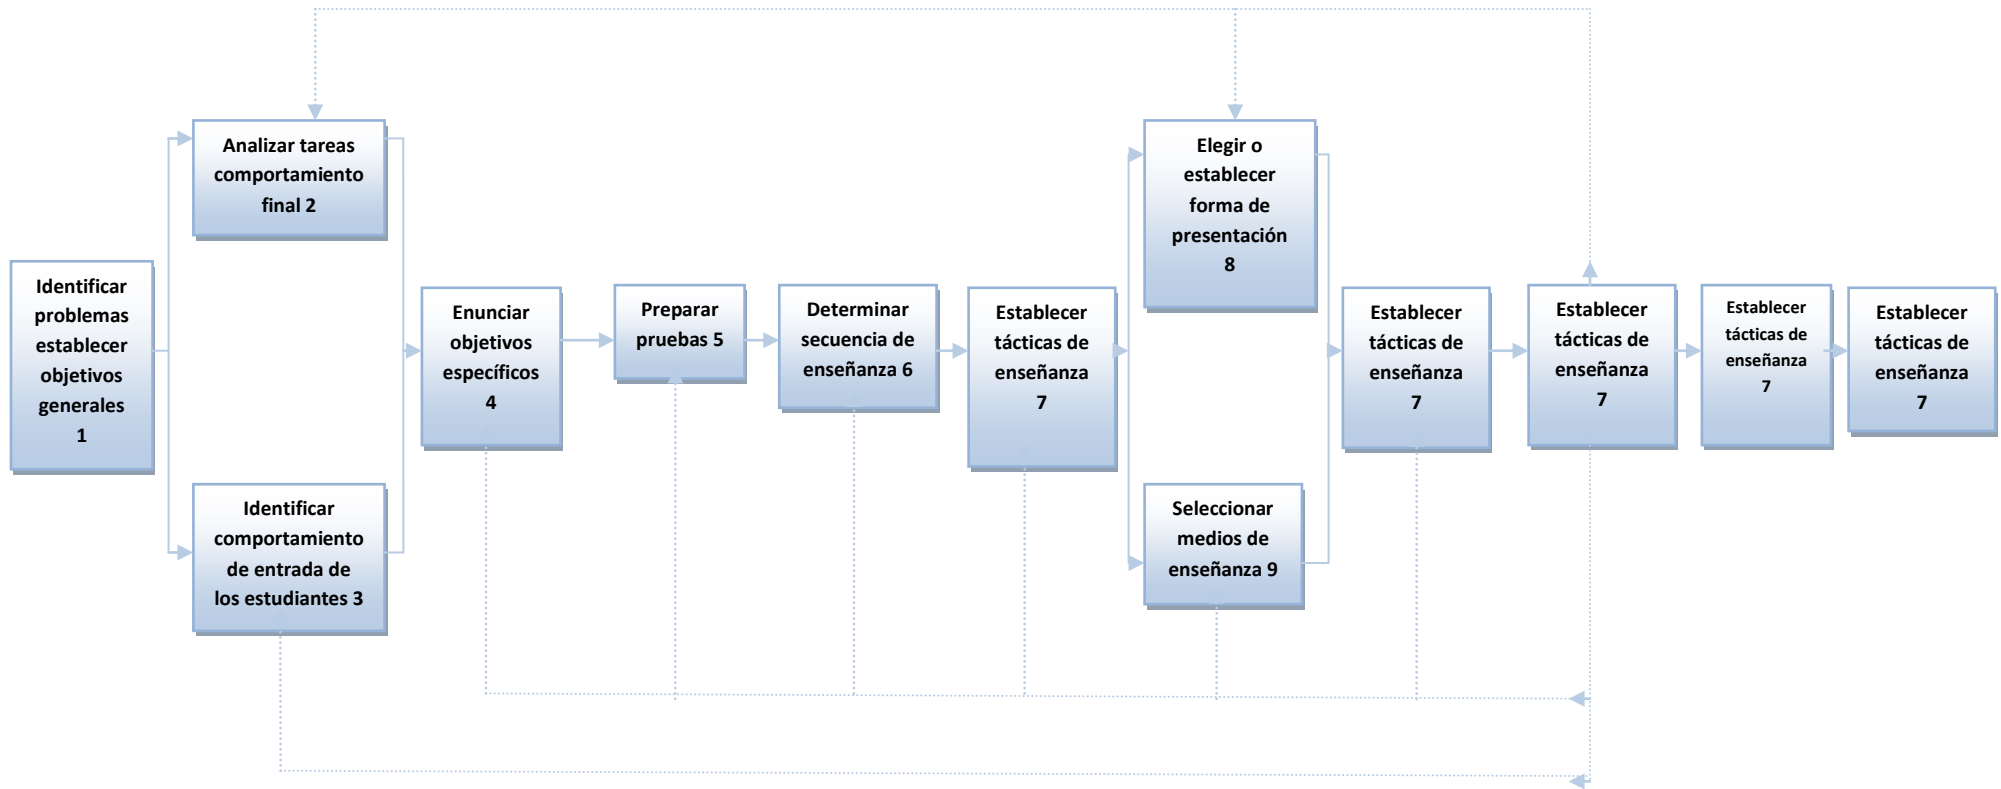 Identificar
problemas
establecer
objetivos
generales
1
Analizar tareas
comportamiento
final 2
Identificar
comportamiento
de entrada de
los estudiantes 3
Enunciar
objetivos
específicos
4
Preparar
pruebas 5
Determinar
secuencia de
enseñanza 6
Establecer
tácticas de
enseñanza
7
Elegir o
establecer
forma de
presentación
8
Seleccionar
medios de
enseñanza 9
Establecer
tácticas de
enseñanza
7
Establecer
tácticas de
enseñanza
7
Establecer
tácticas de
enseñanza
7
Establecer
tácticas de
enseñanza
7